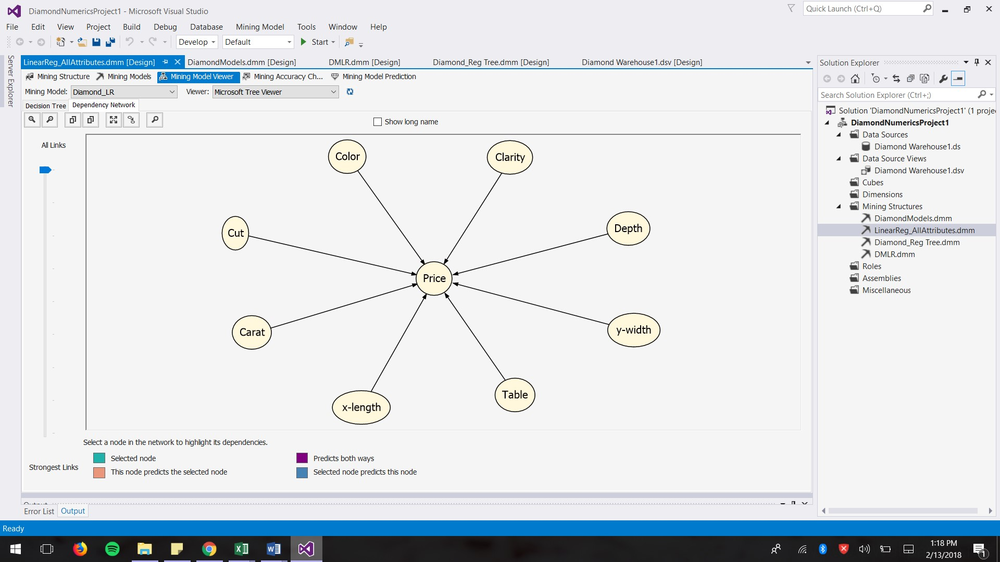 DiamondNumericsProject1 - Microsoft Visual Studio
Quick Launch (Ctrl+Q)
File Edit View Project Build Debug Database Mining Model Tools Window Help
Develop Default Start
Server Explorer
LinearReg_AllAttributes.dmm [Design] DiamondModels.dmm [Design] DMLR.dmm [Design] Diamond_Reg Tree.dmm [Design] Diamond Warehouse1.dsv [Design]
Mining Structure Mining Models Mining Model Viewer Mining Accuracy Ch... Mining Model Prediction
Mining Model: Diamond_LR Viewer: Microsoft Tree Viewer
Decision Tree Dependency Network
Show long name
All Links
Color
Clarity
Cut
Depth
Price
Carat
y-width
x-length
Table
Select a node in the network to highlight its dependencies.
Strongest Links
Selected node
Predicts both ways
This node predicts the selected node
Selected node predicts this node
Output
Error List Output
Ready
Solution Explorer
Search Solution Explorer (Ctrl+;)
Solution 'DiamondNumericsProject1' (1 projec
DiamondNumericsProject1
Data Sources
Diamond Warehouse1.ds
Data Source Views
Diamond Warehouse1.dsv
Cubes
Dimensions
Mining Structures
DiamondModels.dmm
LinearReg_AllAttributes.dmm
Diamond_Reg Tree.dmm
DMLR.dmm
Roles
Assemblies
Miscellaneous
1:18 PM
2/13/2018
1